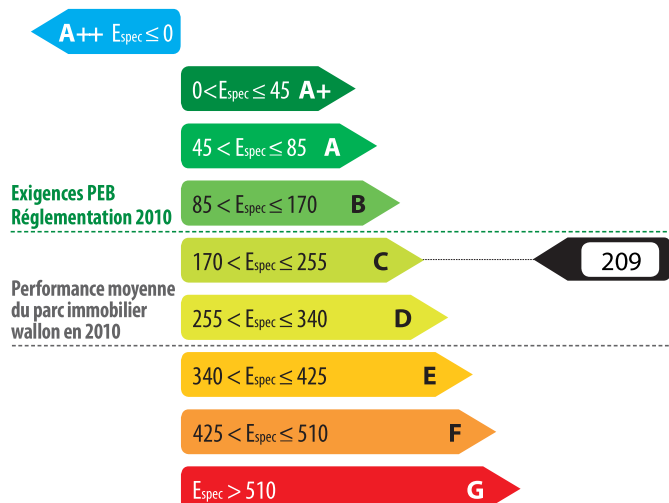 A++ Espec ≤ 0
0 < Espec ≤ 45 A+
45 < Espec ≤ 85 A
Exigences PEB
Réglementation 2010
85 < Espec ≤ 170 B
170 < Espec ≤ 255 C
209
Performance moyenne
du parc immobilier
wallon en 2010
255 < Espec ≤ 340 D
340 < Espec ≤ 425 E
425 < Espec ≤ 510 F
Espec > 510 G